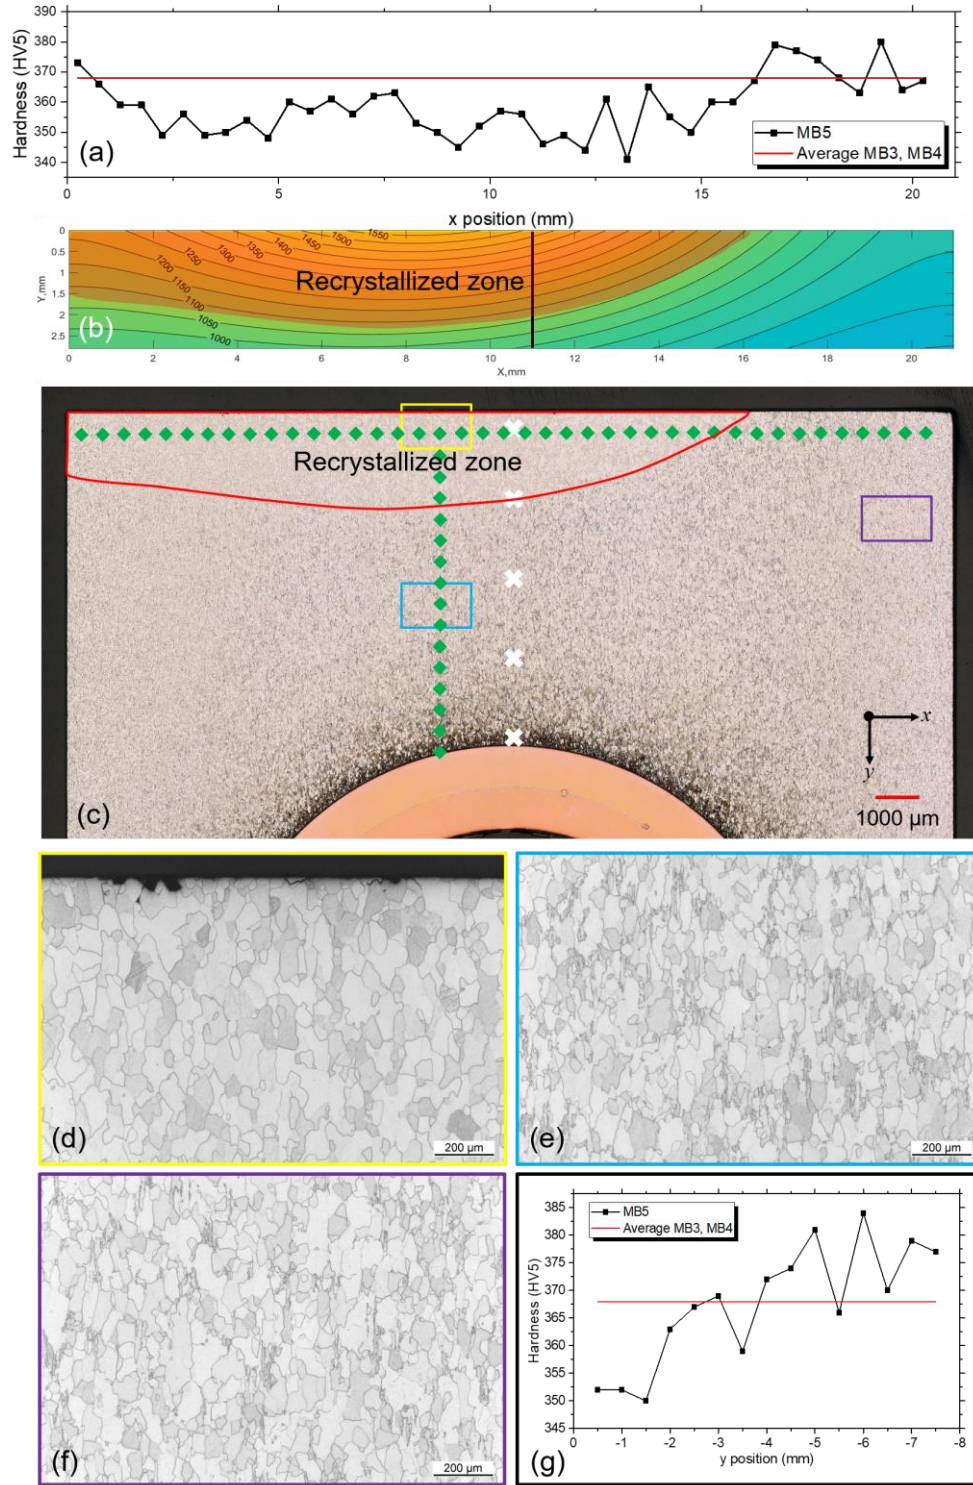 390
380
370
360
350
340
Hardness (HV5)
(a)
MB5
Average MB3, MB4
0
5
10
15
20
x position (mm)
0
0.5
1
1.5
2
2.5
Y,mm
1200
1250
1300
1350
1400
1450
1500
1550
1150
1100
1050
1000
Recrystallized zone
(b)
0
2
4
6
8
10
12
14
16
18
20
X,mm
Recrystallized zone
x
y
1000 µm
(c)
(d)
200 µm
(e)
200 µm
(f)
200 µm
385
380
375
370
365
360
355
350
345
Hardness (HV5)
MB5
Average MB3, MB4
0
-1
-2
-3
-4
-5
-6
-7
-8
y position (mm)
(g)